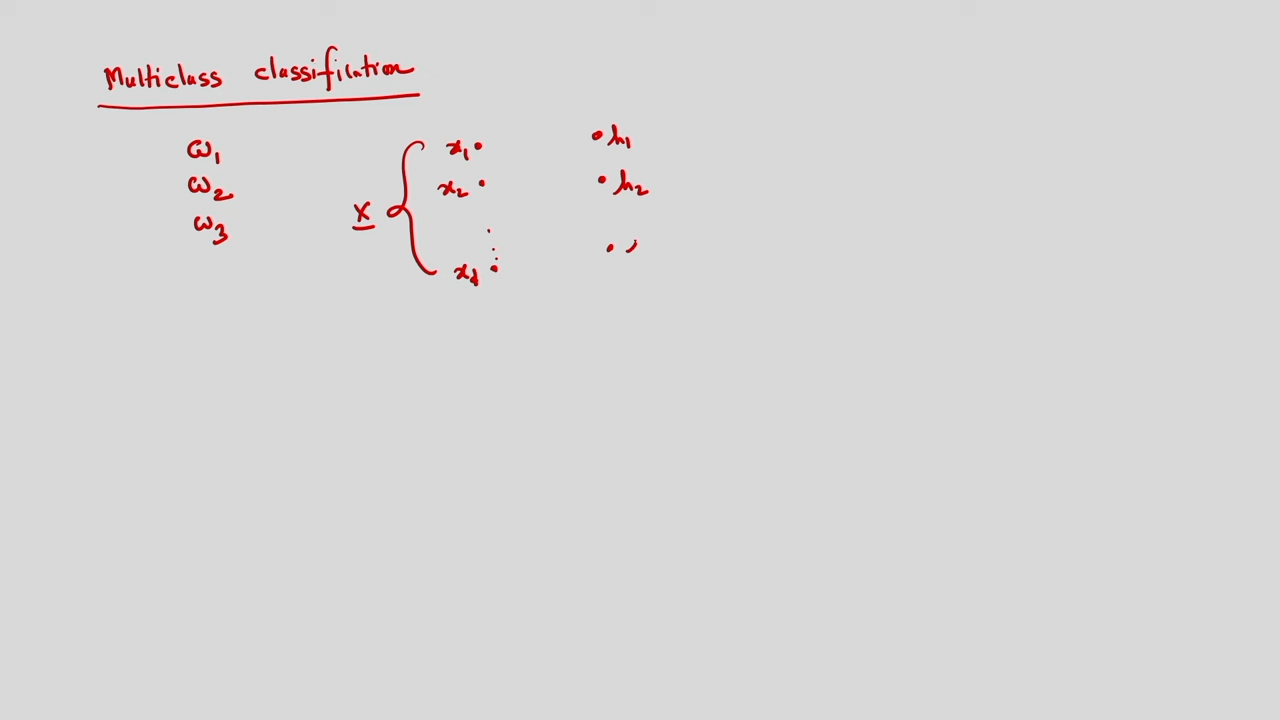 Multiclass classification
ω1
ω2
ω3
x
x1
x2
xd
h1
h2